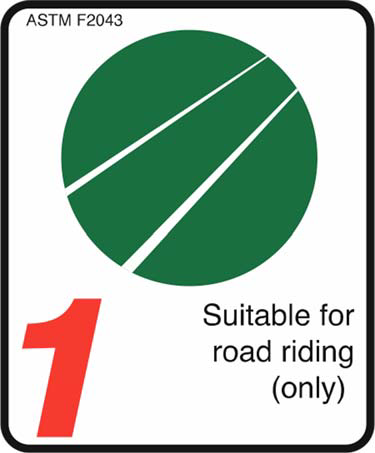 ASTM F2043
1
Suitable for
road riding
(only)